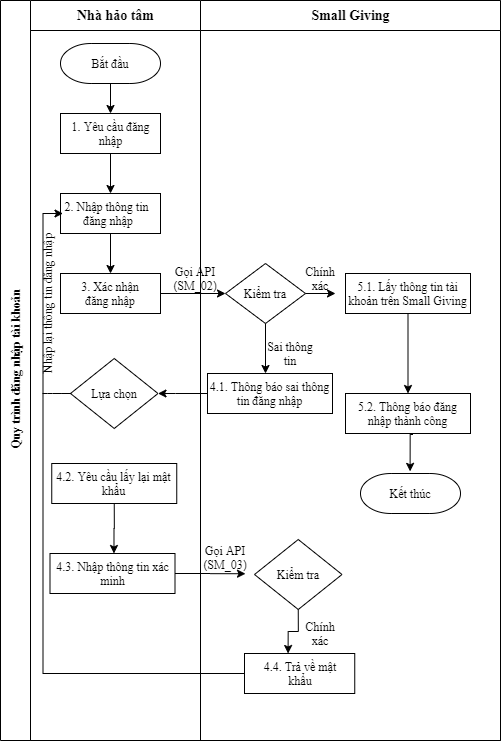 Nhà hảo tâm
Small Giving
Quy trình đăng nhập tài khoản
Bắt đầu
1. Yêu cầu đăng
nhập
2. Nhập thông tin
đăng nhập
Nhập lại thông tin đăng nhập
3. Xác nhận
đăng nhập
Gọi API
(SM_02)
Kiểm tra
Chính
xác
5.1. Lấy thông tin tài
khoản trên Small Giving
Sai thông
tin
Lựa chọn
4.1. Thông báo sai thông
tin đăng nhập
5.2. Thông báo đăng
nhập thành công
Kết thúc
4.2. Yêu cầu lấy lại mật
khẩu
4.3. Nhập thông tin xác
minh
Gọi API
(SM_03)
Kiểm tra
Chính
xác
4.4. Trả về mật
khẩu